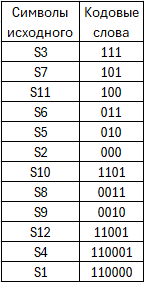 Символы исходного Кодовые слова
S3 111
S7 101
S11 100
S6 011
S5 010
S2 000
S10 1101
S8 0011
S9 0010
S12 11001
S4 110001
S1 110000